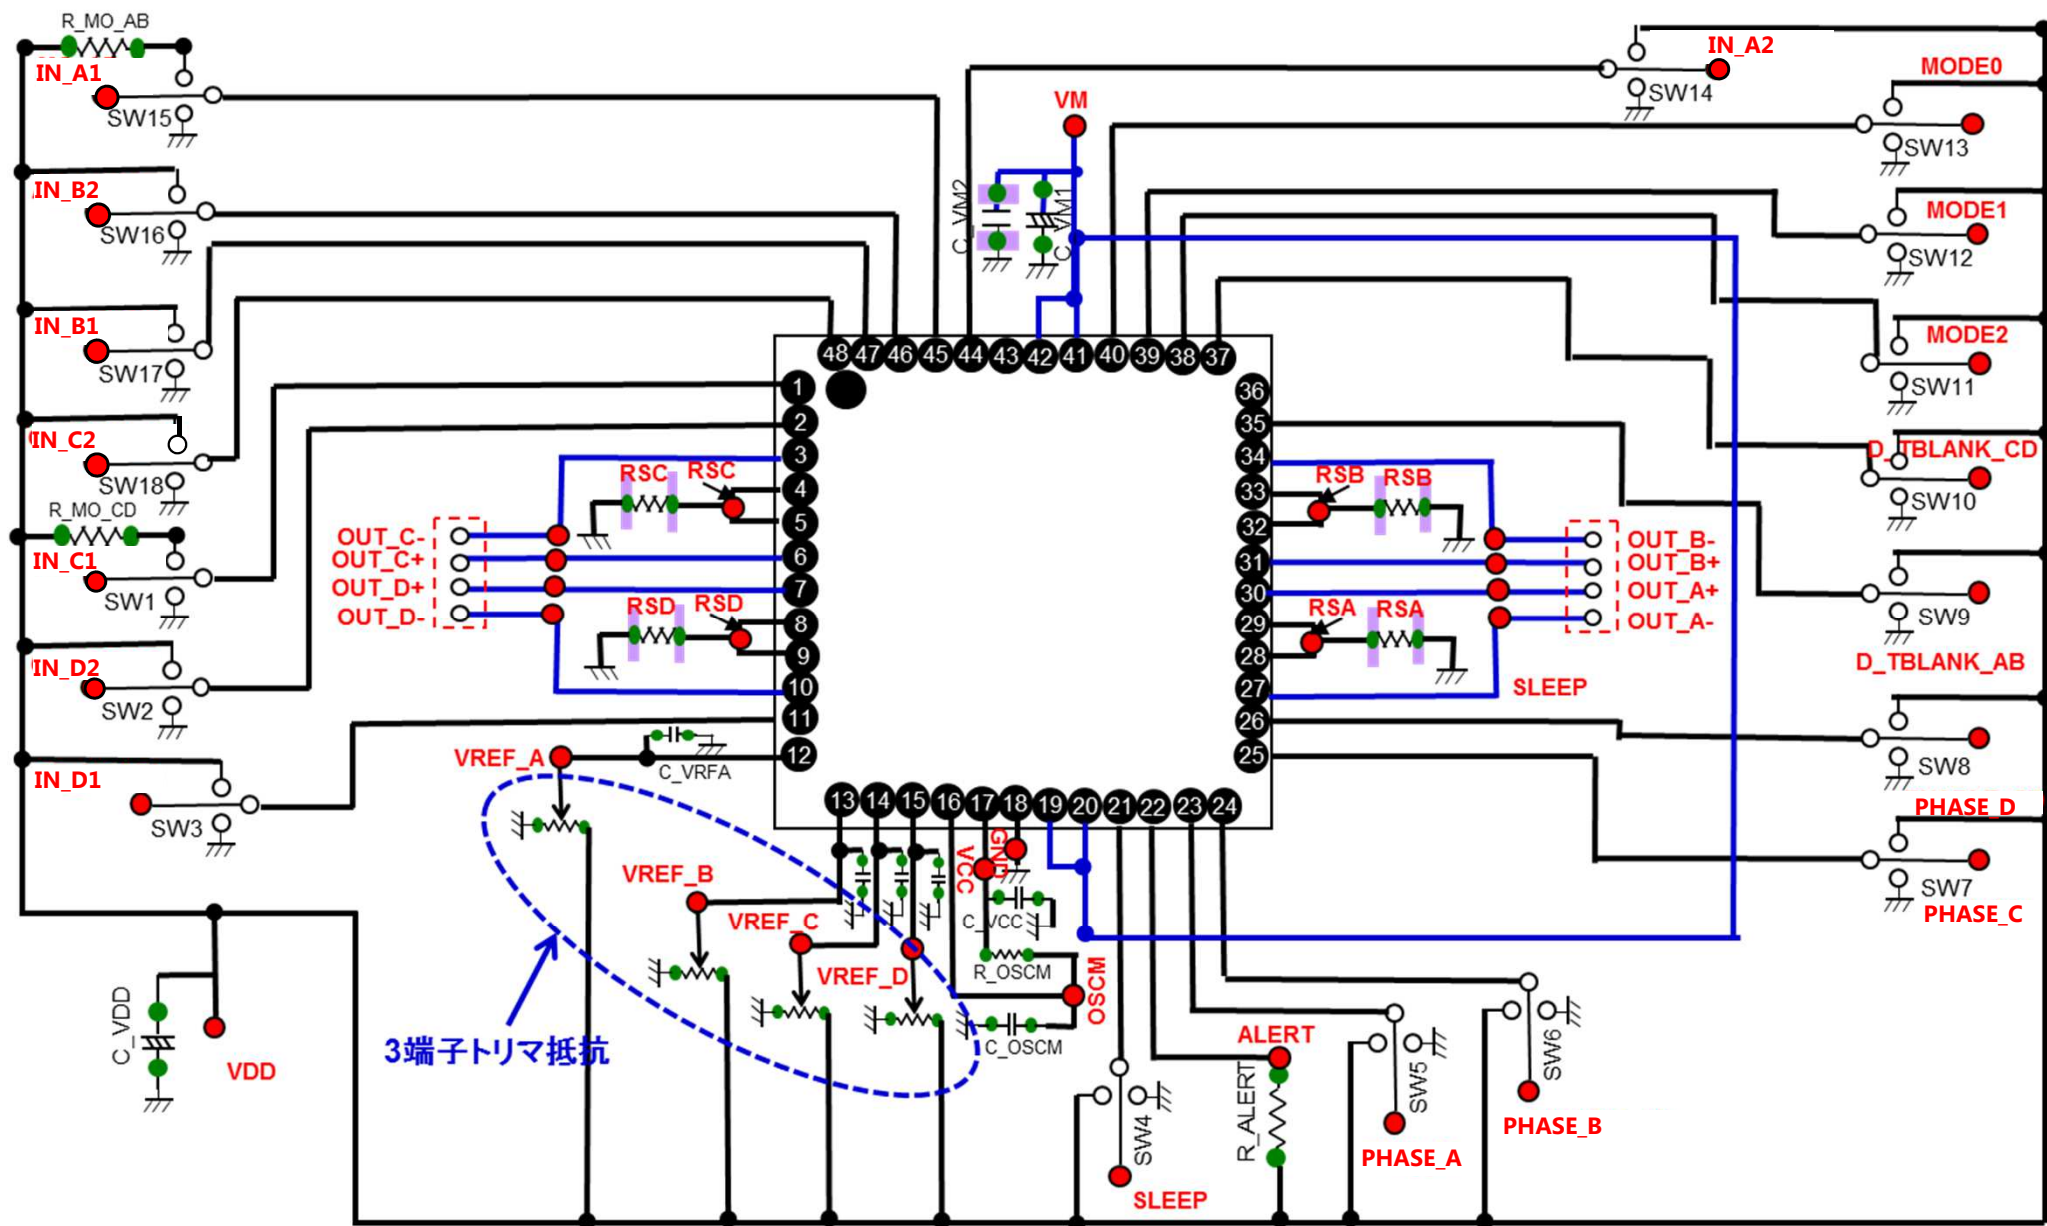 R_MO_AB
IN_A1
SW15
IN_B2
SW16
IN_B1
SW17
IN_C2
SW18
R_MO_CD
IN_C1
SW1
IN_D2
SW2
IN_D1
SW3
C_VDD
VDD
VM
C_VM2
C_VM1
IN_A2
SW14
MODE0
SW13
MODE1
SW12
MODE2
SW11
D_TBLANK_CD
SW10
SW9
D_TBLANK_AB
SW8
PHASE_D
SW7
PHASE_C
48 47 46 45 44 43 42 41 40 39 38 37
1
2
3
4
5
6
7
8
9
10
11
12
36
35
34
33
32
31
30
29
28
27
26
25
13 14 15 16 17 18 19 20 21 22 23 24
RSC
RSC
OUT_C-
OUT_C+
OUT_D+
OUT_D-
RSD
RSD
RSB
RSB
OUT_B-
OUT_B+
OUT_A+
OUT_A-
RSA
RSA
SLEEP
VREF_A
C_VRFA
VREF_B
VREF_C
VREF_D
3端子トリマ抵抗
VCC
GND
C_VCC
R_OSCM
OSCM
C_OSCM
SW4
SLEEP
ALERT
R_ALERT
SW5
PHASE_A
SW6
PHASE_B